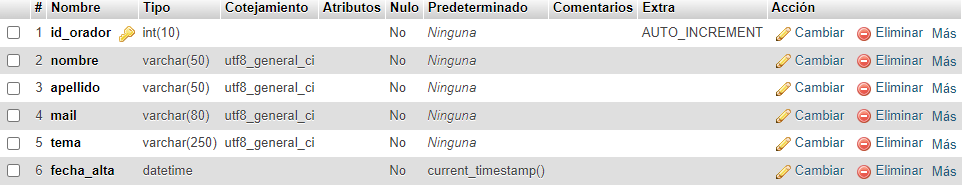 # Nombre Tipo Cotejamiento Atributos Nulo Predeterminado Comentarios Extra Acción
1 id_orador int(10) No Ninguna AUTO_INCREMENT Cambiar Eliminar Más
2 nombre varchar(50) utf8_general_ci No Ninguna Cambiar Eliminar Más
3 apellido varchar(50) utf8_general_ci No Ninguna Cambiar Eliminar Más
4 mail varchar(80) utf8_general_ci No Ninguna Cambiar Eliminar Más
5 tema varchar(250) utf8_general_ci No Ninguna Cambiar Eliminar Más
6 fecha_alta datetime No current_timestamp() Cambiar Eliminar Más